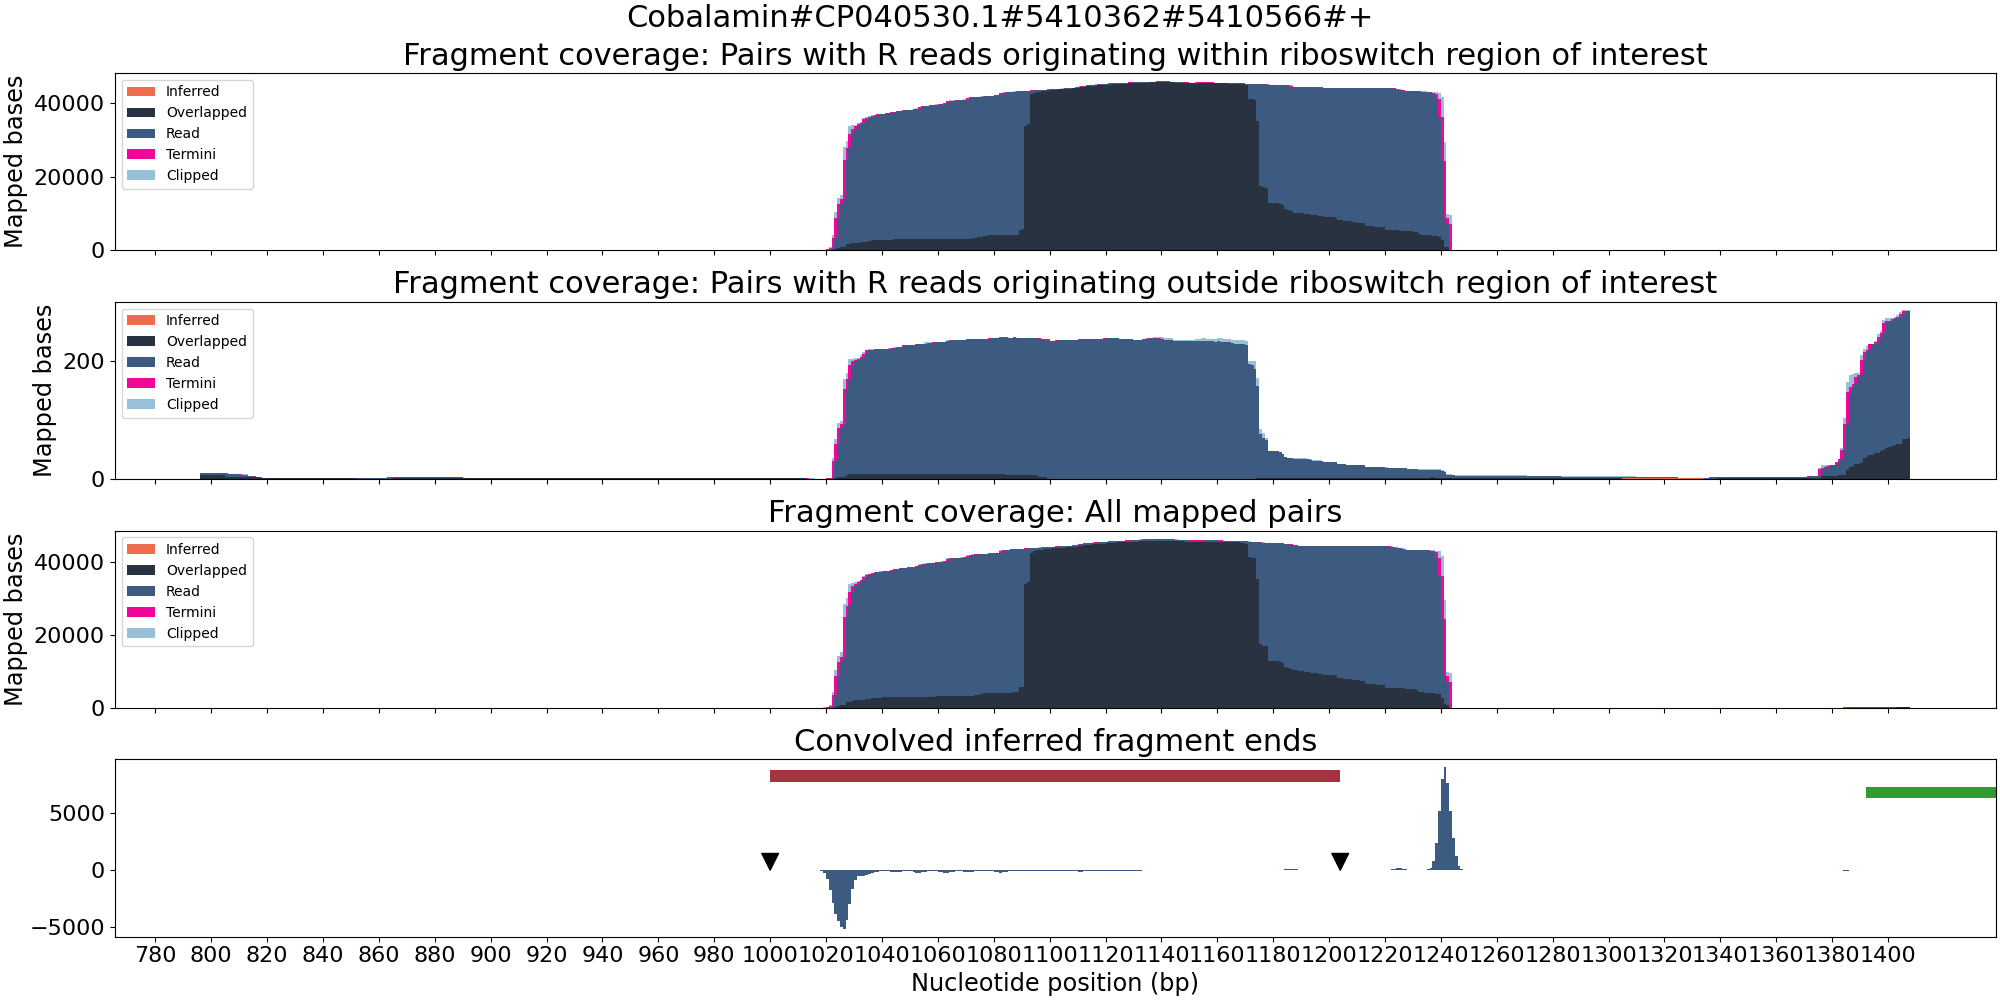 Cobalamin#CP040530.1#5410362#5410566#+
Fragment coverage: Pairs with R reads originating within riboswitch region of interest
Mapped bases
40000
20000
0
Inferred
Overlapped
Read
Termini
Clipped
Fragment coverage: Pairs with R reads originating outside riboswitch region of interest
Mapped bases
200
0
Inferred
Overlapped
Read
Termini
Clipped
Fragment coverage: All mapped pairs
Mapped bases
40000
20000
0
Inferred
Overlapped
Read
Termini
Clipped
Convolved inferred fragment ends
5000
0
−5000
780 800 820 840 860 880 900 920 940 960 980 1000 1020 1040 1060 1080 1100 1120 1140 1160 1180 1200 1220 1240 1260 1280 1300 1320 1340 1360 1380 1400
Nucleotide position (bp)